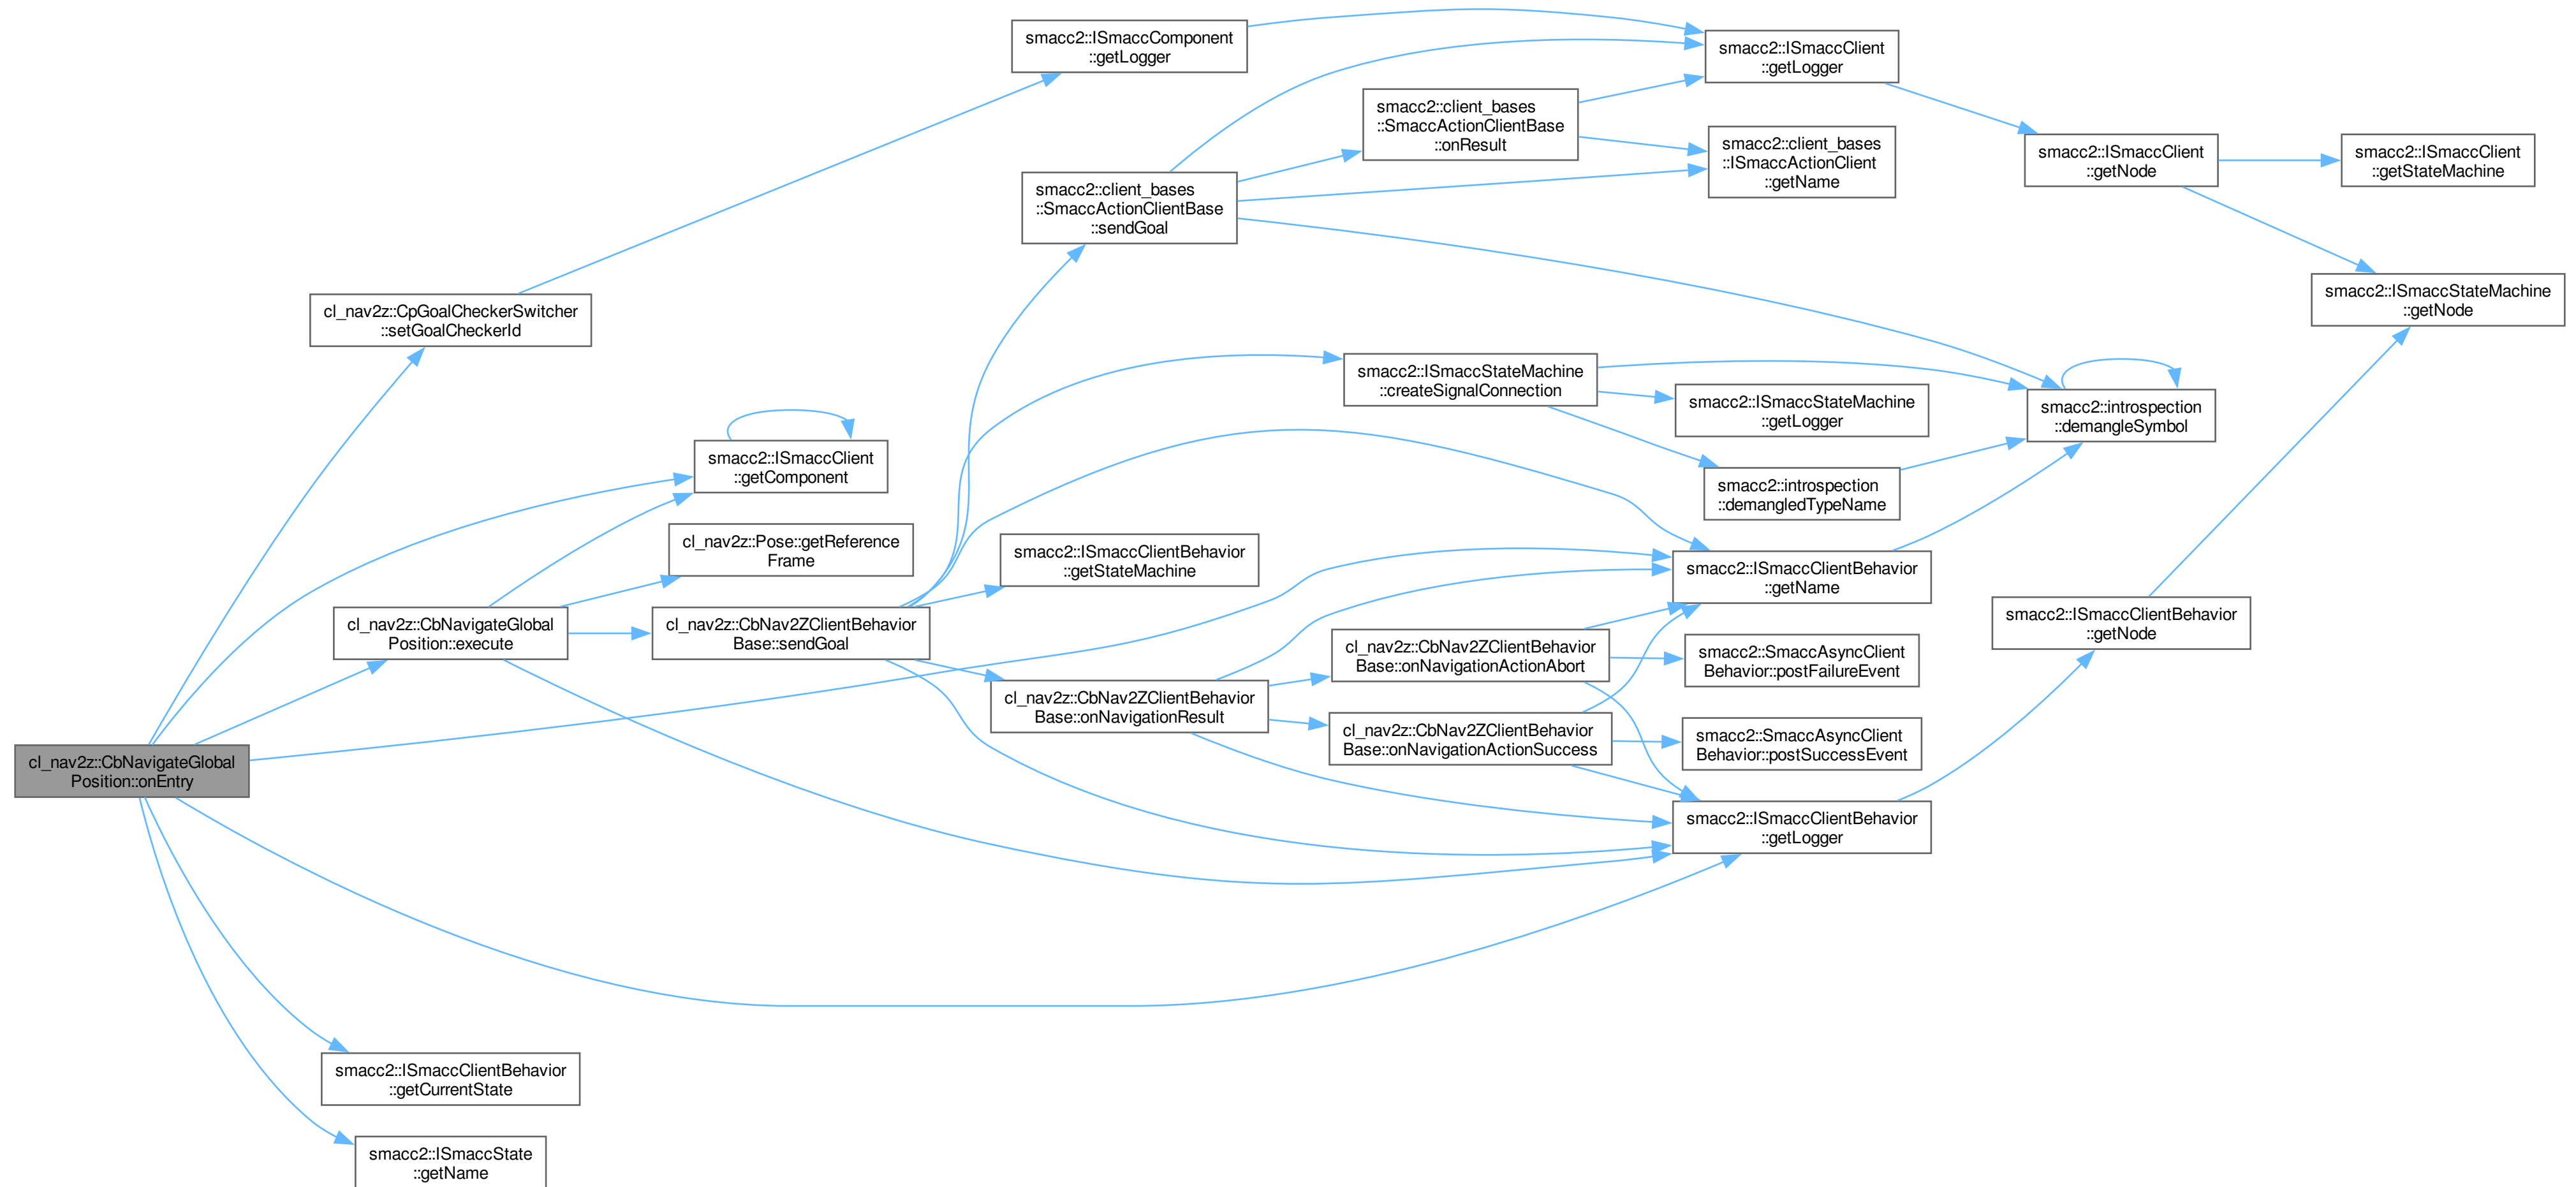 smacc2::ISmaccComponent
::getLogger
smacc2::ISmaccClient
::getLogger
smacc2::client_bases
::SmaccActionClientBase
::onResult
smacc2::client_bases
::ISmaccActionClient
::getName
smacc2::ISmaccClient
::getNode
smacc2::ISmaccClient
::getStateMachine
smacc2::client_bases
::SmaccActionClientBase
::sendGoal
smacc2::ISmaccStateMachine
::getNode
cl_nav2z::CpGoalCheckerSwitcher
::setGoalCheckerId
smacc2::ISmaccStateMachine
::createSignalConnection
smacc2::ISmaccStateMachine
::getLogger
smacc2::introspection
::demangleSymbol
smacc2::ISmaccClient
::getComponent
smacc2::introspection
::demangledTypeName
cl_nav2z::Pose::getReference
Frame
smacc2::ISmaccClientBehavior
::getStateMachine
smacc2::ISmaccClientBehavior
::getName
cl_nav2z::CbNavigateGlobal
Position::execute
cl_nav2z::CbNav2ZClientBehavior
Base::sendGoal
smacc2::ISmaccClientBehavior
::getNode
cl_nav2z::CbNav2ZClientBehavior
Base::onNavigationActionAbort
smacc2::SmaccAsyncClient
Behavior::postFailureEvent
cl_nav2z::CbNav2ZClientBehavior
Base::onNavigationResult
cl_nav2z::CbNav2ZClientBehavior
Base::onNavigationActionSuccess
smacc2::SmaccAsyncClient
Behavior::postSuccessEvent
cl_nav2z::CbNavigateGlobal
Position::onEntry
smacc2::ISmaccClientBehavior
::getLogger
smacc2::ISmaccClientBehavior
::getCurrentState
smacc2::ISmaccState
::getName